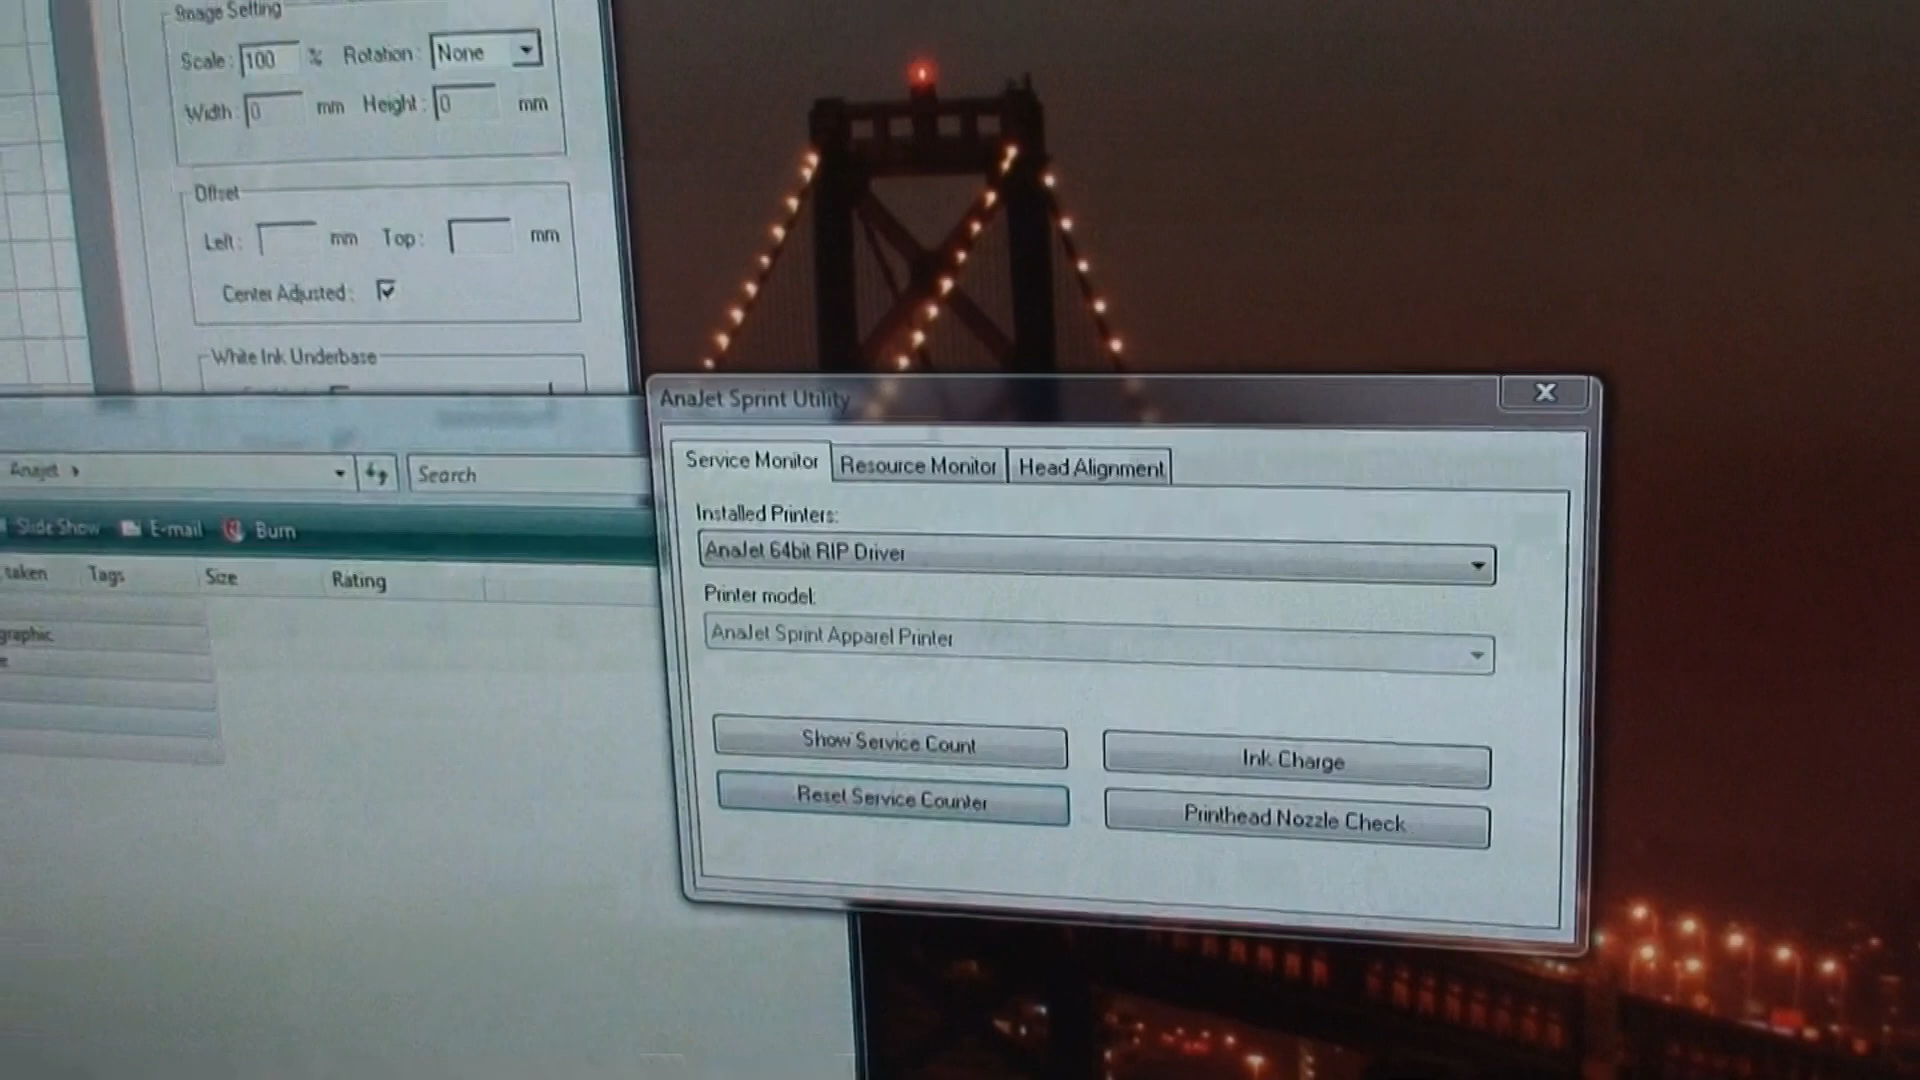 Image Setting
Scale: 100 % Rotation: None
Width: 0 mm Height: 0 mm
Offset
Left: mm Top: mm
Center Adjusted:
White Ink Underbase
Anajet
Search
Slide Show E-mail Burn
taken Tags Size Rating
graphic
AnaJet Sprint Utility
X
Service Monitor Resource Monitor Head Alignment
Installed Printers:
AnaJet 64bit RIP Driver
Printer model:
AnaJet Sprint Apparel Printer
Show Service Count Ink Charge
Reset Service Counter Printhead Nozzle Check